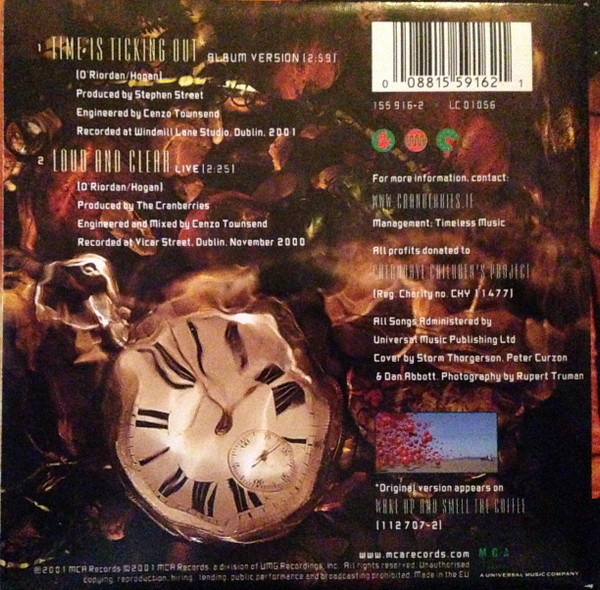 1 TIME IS TICKING OUT* ALBUM VERSION [2:59]
(O'Riordan/Hogan)
Produced by Stephen Street
Engineered by Cenzo Townsend
Recorded at Windmill Lane Studio, Dublin, 2001
2 LOUD AND CLEAR LIVE [2:25]
(O'Riordan/Hogan)
Produced by The Cranberries
Engineered and Mixed by Cenzo Townsend
Recorded at Vicar Street, Dublin, November 2000
0 08815 59162 1
155 916-2 LC 01056
For more information, contact:
WWW.CRANBERRIES.IE
Management: Timeless Music
All profits donated to
CHERNOBYL CHILDREN'S PROJECT
(Reg. Charity no. CHY 11477)
All Songs Administered by
Universal Music Publishing Ltd
Cover by Storm Thorgerson, Peter Curzon
& Dan Abbott. Photography by Rupert Truman
*Original version appears on
WAKE UP AND SMELL THE COFFEE
(112 707-2)
www.mcarecords.com MCA
℗2001 MCA Records ©2001 MCA Records, a division of UMG Recordings, Inc. All rights reserved. Unauthorised
copying, reproduction, hiring, lending, public performance and broadcasting prohibited. Made in the EU
A UNIVERSAL MUSIC COMPANY